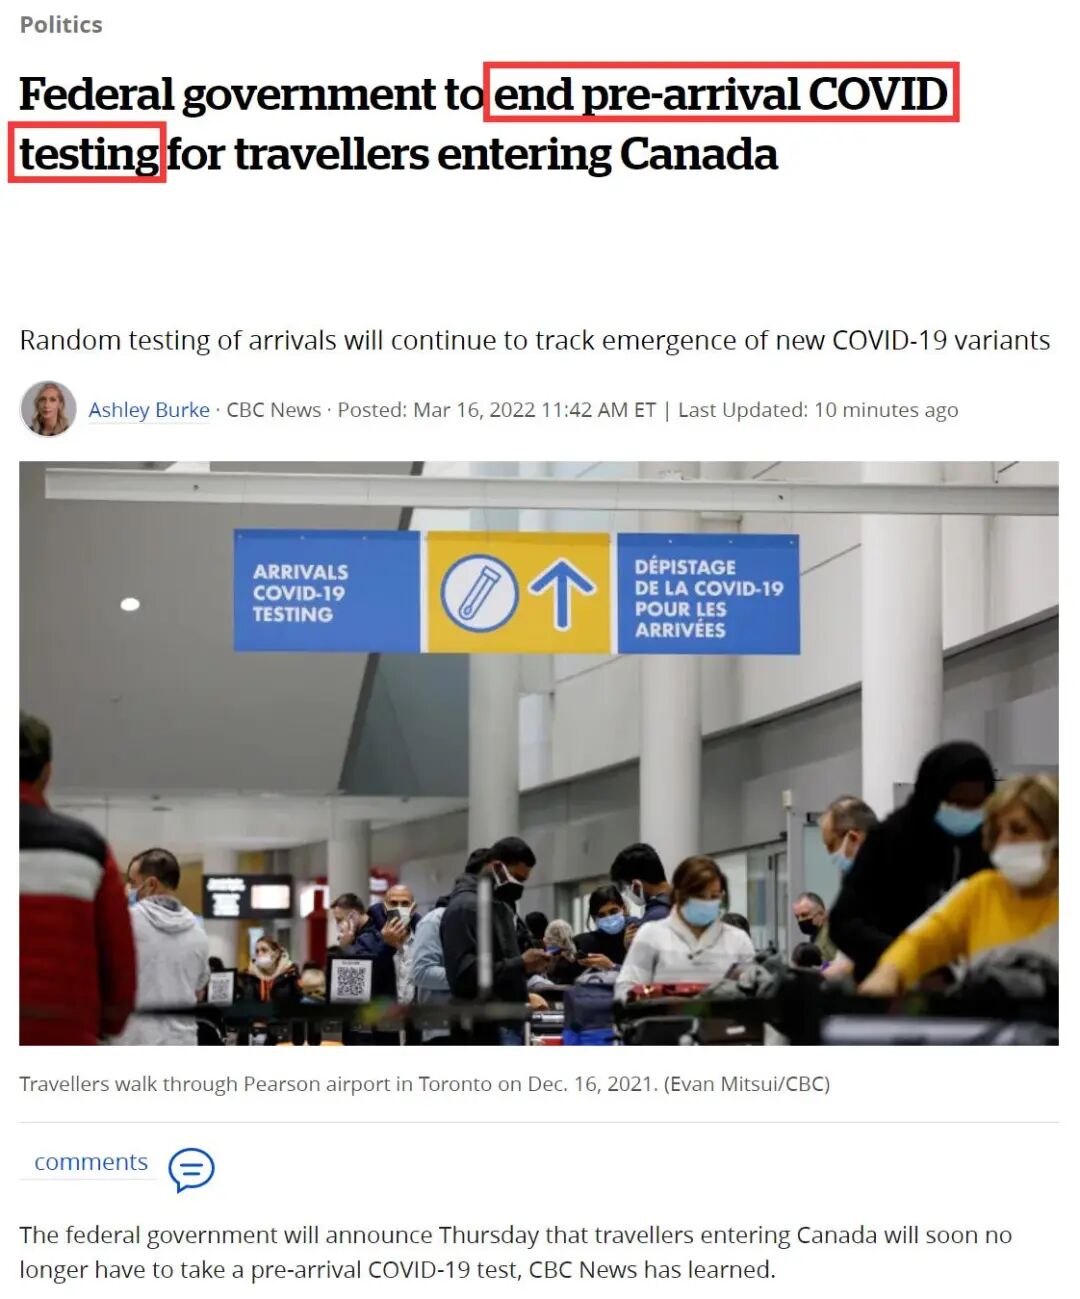 Politics
Federal government to end pre-arrival COVID
testing for travellers entering Canada
Random testing of arrivals will continue to track emergence of new COVID-19 variants
Ashley Burke · CBC News · Posted: Mar 16, 2022 11:42 AM ET | Last Updated: 10 minutes ago
ARRIVALS
COVID-19
TESTING
DÉPISTAGE
DE LA COVID-19
POUR LES
ARRIVÉES
Travellers walk through Pearson airport in Toronto on Dec. 16, 2021. (Evan Mitsui/CBC)
comments
The federal government will announce Thursday that travellers entering Canada will soon no
longer have to take a pre-arrival COVID-19 test, CBC News has learned.